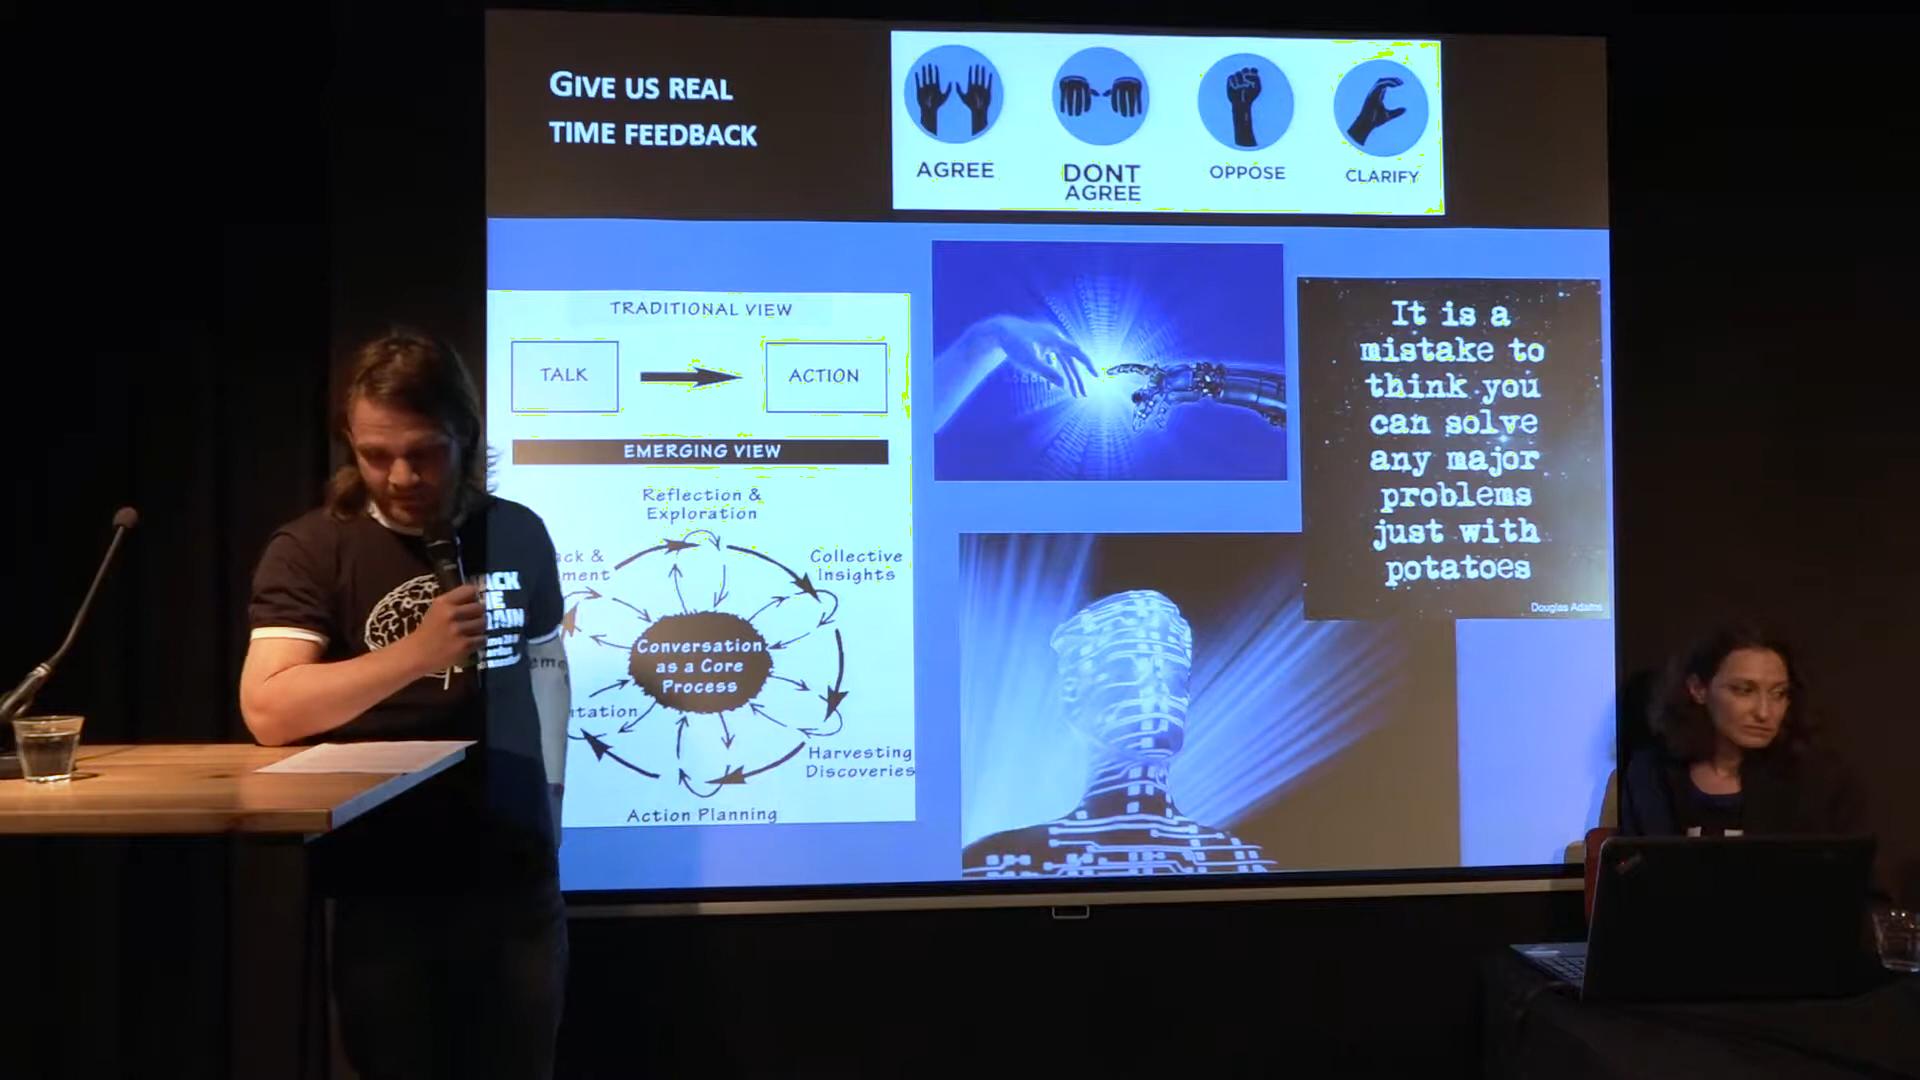 GIVE US REAL
TIME FEEDBACK
AGREE
DONT
AGREE
OPPOSE
CLARIFY
TRADITIONAL VIEW
TALK
ACTION
EMERGING VIEW
Reflection &
Exploration
Collective
Insights
Conversation
as a Core
Process
Harvesting
Discoveries
Action Planning
It is a
mistake to
think you
can solve
any major
problems
just with
potatoes
Douglas Adams